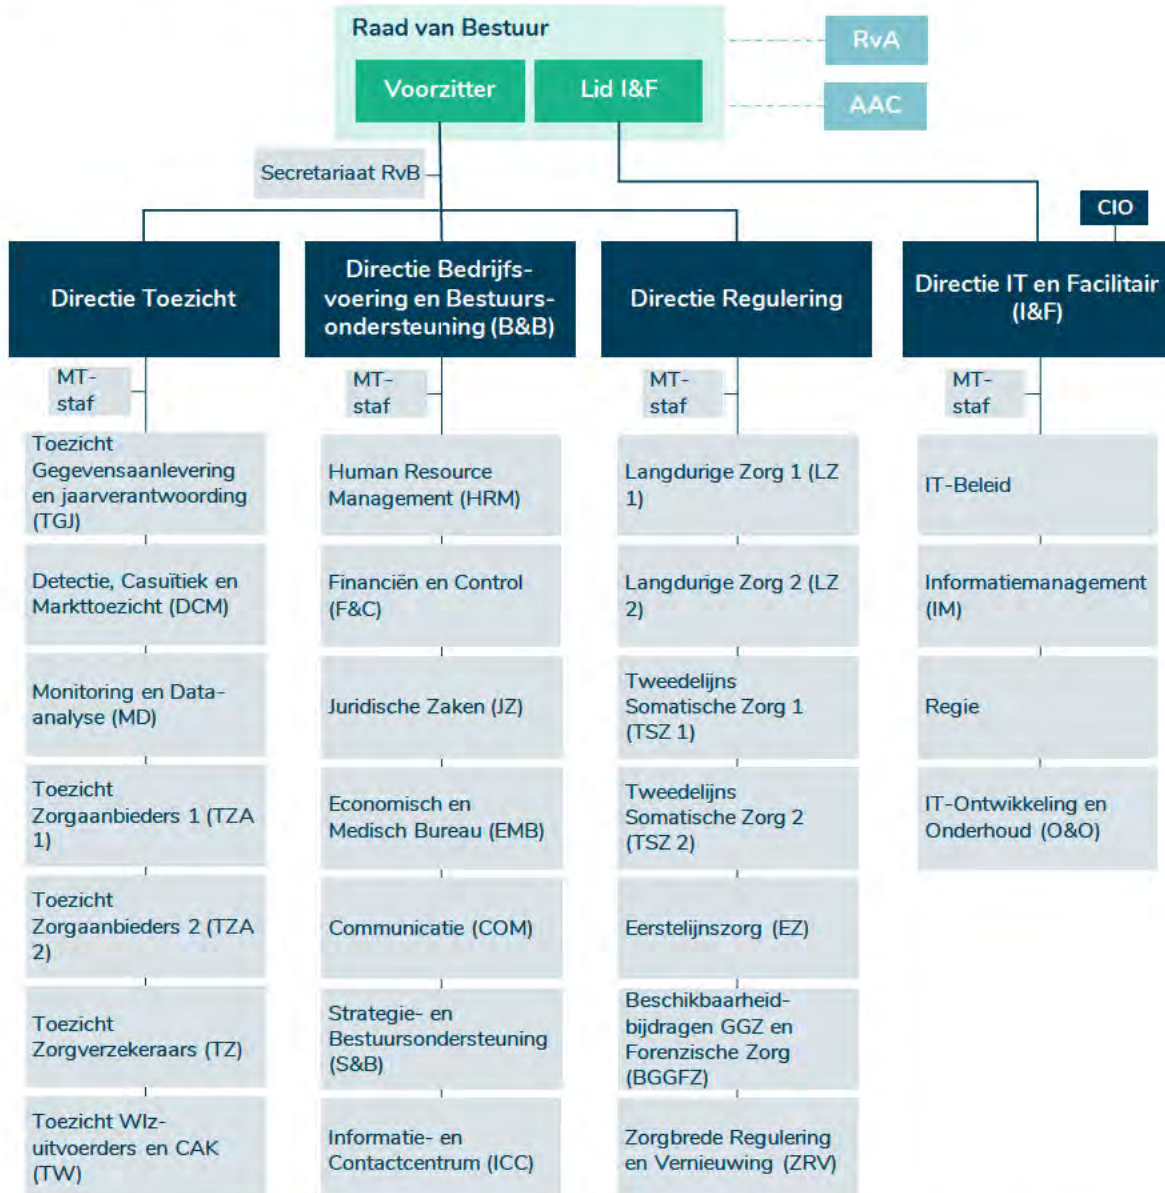 Raad van Bestuur
Voorzitter
Lid I&F
RvA
AAC
Secretariaat RvB
CIO
Directie Toezicht
Directie Bedrijfs-
voering en Bestuurs-
ondersteuning (B&B)
Directie Regulering
Directie IT en Facilitair
(I&F)
MT-
staf
Toezicht
Gegevensaanlevering
en jaarverantwoording
(TGJ)
Detectie, Casuïtiek en
Markttoezicht (DCM)
Monitoring en Data-
analyse (MD)
Toezicht
Zorgaanbieders 1 (TZA
1)
Toezicht
Zorgaanbieders 2 (TZA
2)
Toezicht
Zorgverzekeraars (TZ)
Toezicht Wlz-
uitvoerders en CAK
(TW)
MT-
staf
Human Resource
Management (HRM)
Financiën en Control
(F&C)
Juridische Zaken (JZ)
Economisch en
Medisch Bureau (EMB)
Communicatie (COM)
Strategie- en
Bestuursondersteuning
(S&B)
Informatie- en
Contactcentrum (ICC)
MT-
staf
Langdurige Zorg 1 (LZ
1)
Langdurige Zorg 2 (LZ
2)
Tweedelijns
Somatische Zorg 1
(TSZ 1)
Tweedelijns
Somatische Zorg 2
(TSZ 2)
Eerstelijnszorg (EZ)
Beschikbaarheid-
bijdragen GGZ en
Forenzische Zorg
(BGGFZ)
Zorgbrede Regulering
en Vernieuwing (ZRV)
MT-
staf
IT-Beleid
Informatiemanagement
(IM)
Regie
IT-Ontwikkeling en
Onderhoud (O&O)